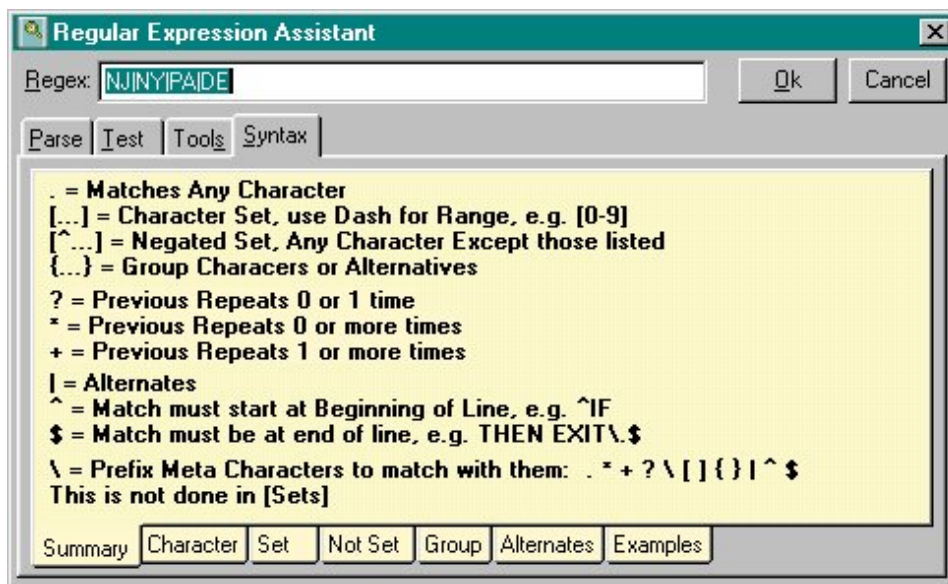 Regular Expression Assistant
Regex: NJ|NY|PA|DE Ok Cancel
Parse Test Tools Syntax
. = Matches Any Character
[...] = Character Set, use Dash for Range, e.g. [0-9]
[^...] = Negated Set, Any Character Except those listed
{...} = Group Characers or Alternatives
? = Previous Repeats 0 or 1 time
* = Previous Repeats 0 or more times
+ = Previous Repeats 1 or more times
| = Alternates
^ = Match must start at Beginning of Line, e.g. ^IF
$ = Match must be at end of line, e.g. THEN EXIT\.$
\ = Prefix Meta Characters to match with them: . * + ? \ [ ] { } | ^ $
This is not done in [Sets]
Summary Character Set Not Set Group Alternates Examples